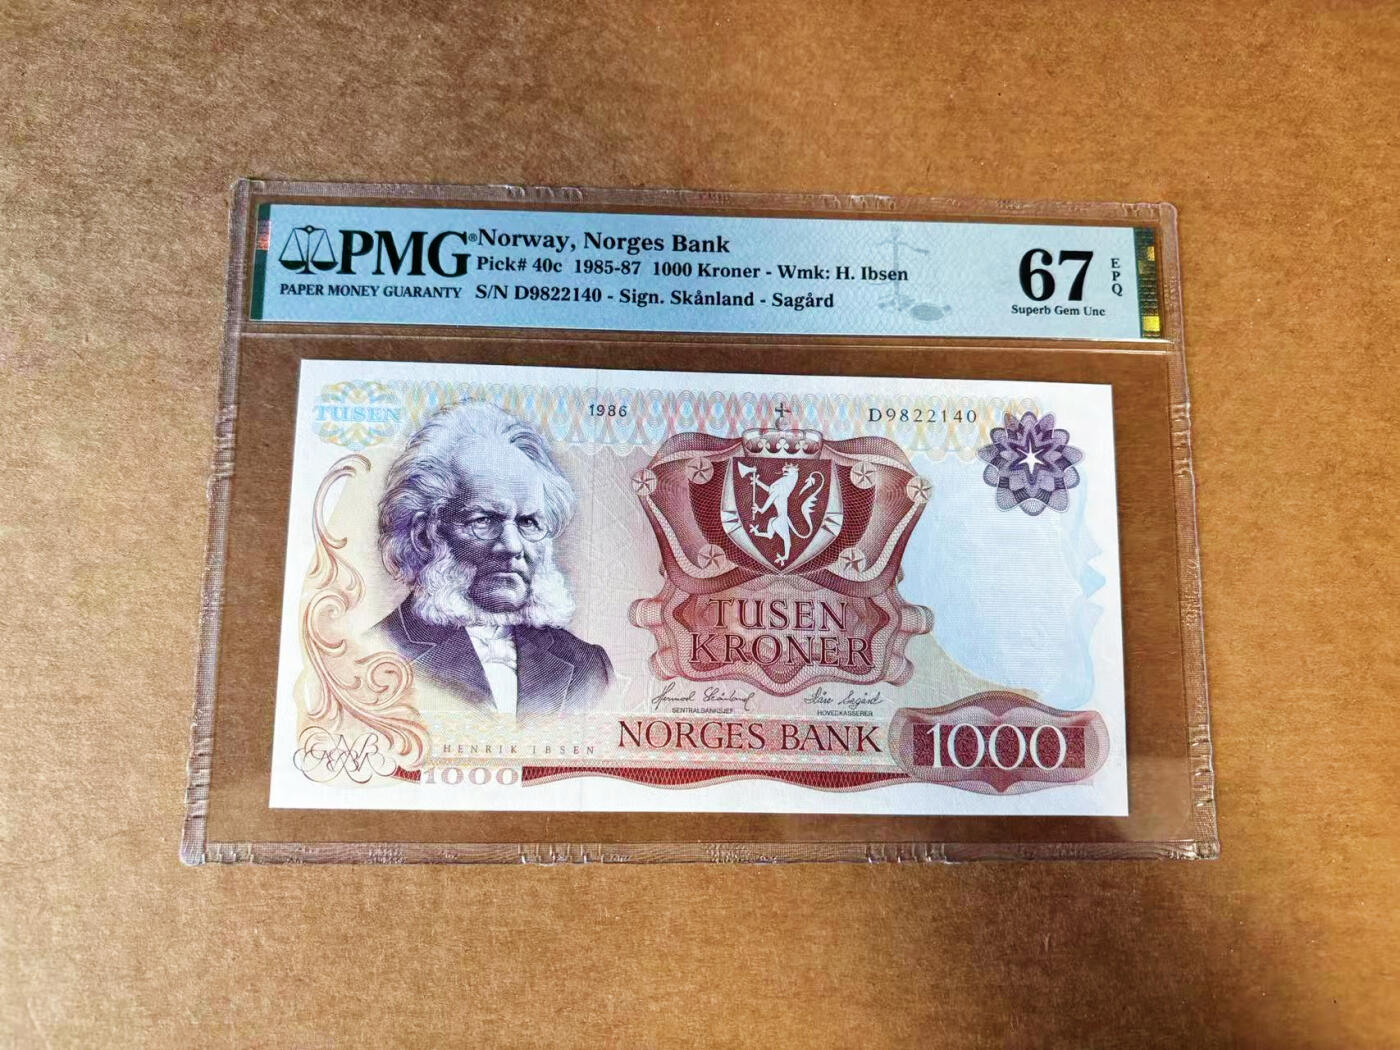 PMG®
PAPER MONEY GUARANTY
Norway, Norges Bank
Pick# 40c 1985-87 1000 Kroner - Wmk: H. Ibsen
S/N D9822140 - Sign. Skånland - Sagård
67
EPQ
Superb Gem Unc
TUSEN
1986
D9822140
TUSEN
KRONER
SENTRALBANKSJEF
HOVEDKASSERER
NORGES BANK
1000
HENRIK IBSEN
1000